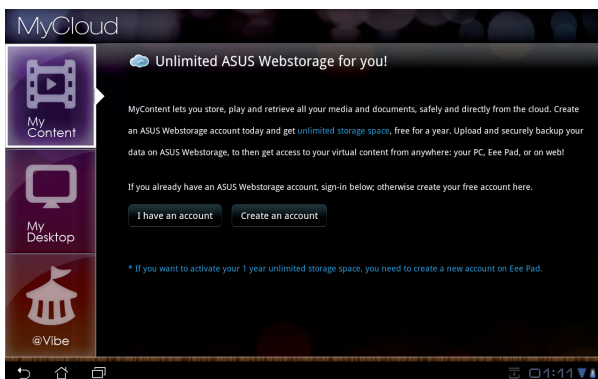 MyCloud
Unlimited ASUS Webstorage for you!
My
Content
MyContent lets you store, play and retrieve all your media and documents, safely and directly from the cloud. Create
an ASUS Webstorage account today and get unlimited storage space, free for a year. Upload and securely backup your
data on ASUS Webstorage, to then get access to your virtual content from anywhere: your PC, Eee Pad, or on web!
If you already have an ASUS Webstorage account, sign-in below; otherwise create your free account here.
I have an account
Create an account
My
Desktop
* If you want to activate your 1 year unlimited storage space, you need to create a new account on Eee Pad.
@Vibe
1:11